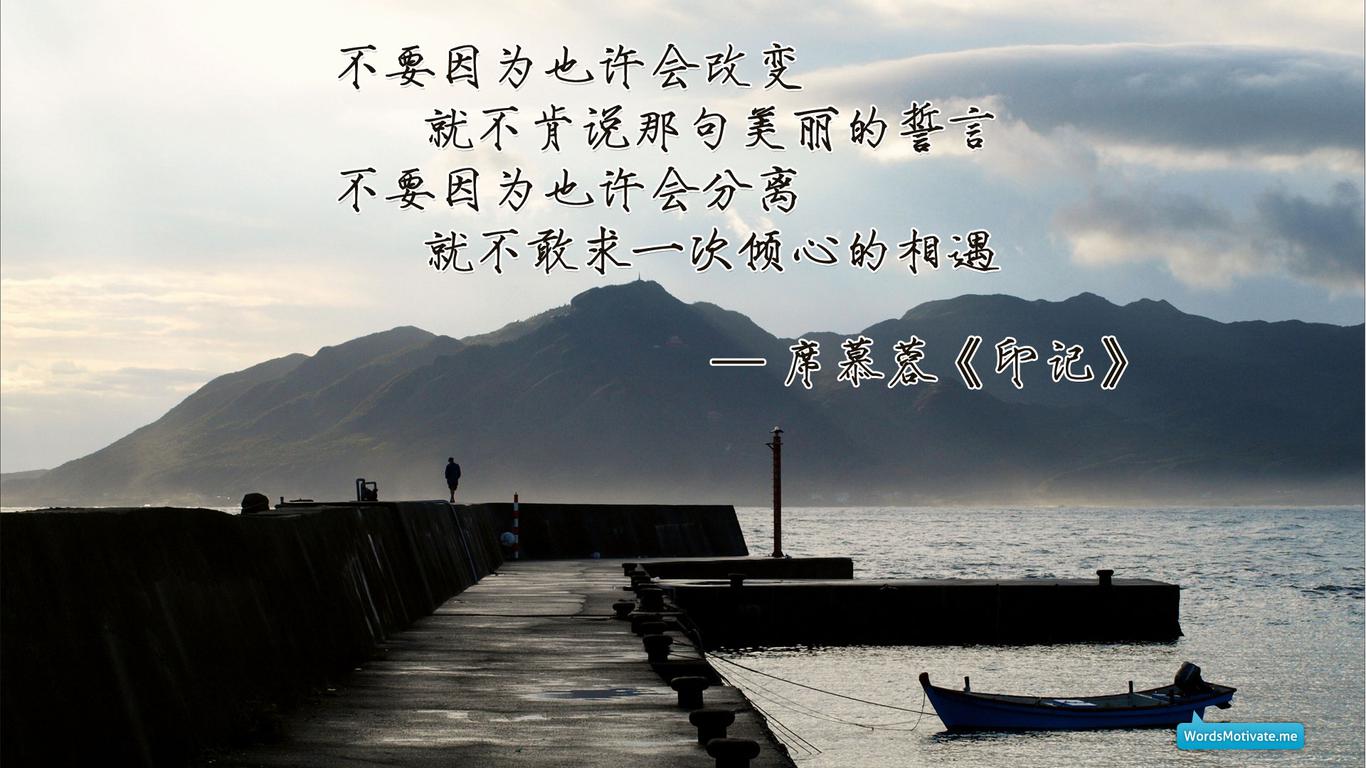 不要因为也许会改变
就不肯说那句美丽的誓言
不要因为也许会分离
就不敢求一次倾心的相遇
— 席慕蓉《印记》
WordsMotivate.me